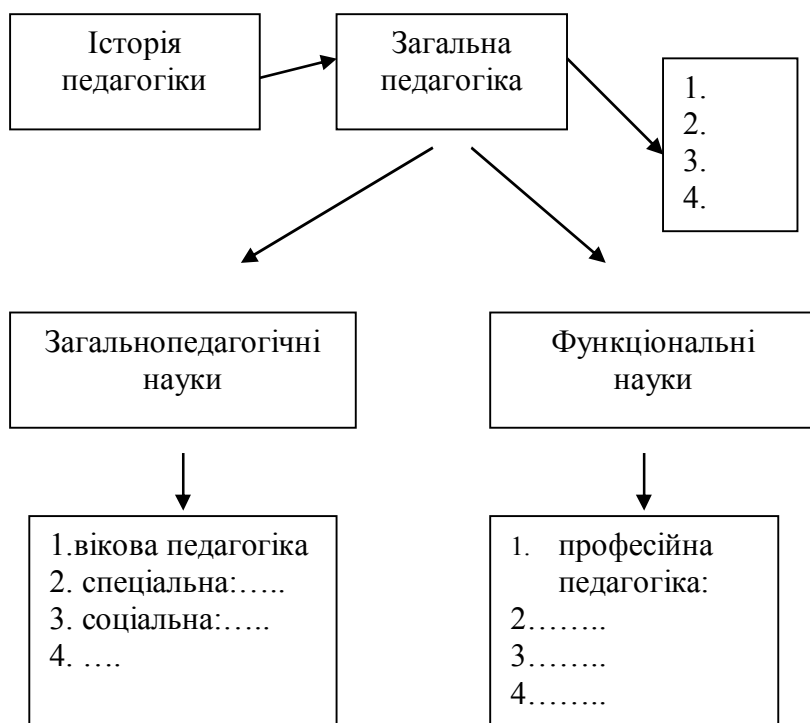 Історія
педагогіки
Загальна
педагогіка
1.
2.
3.
4.
Загальнопедагогічні
науки
Функціональні
науки
1.вікова педагогіка
2. спеціальна:…..
3. соціальна:…..
4. ….
1. професійна
педагогіка:
2……..
3……..
4……..